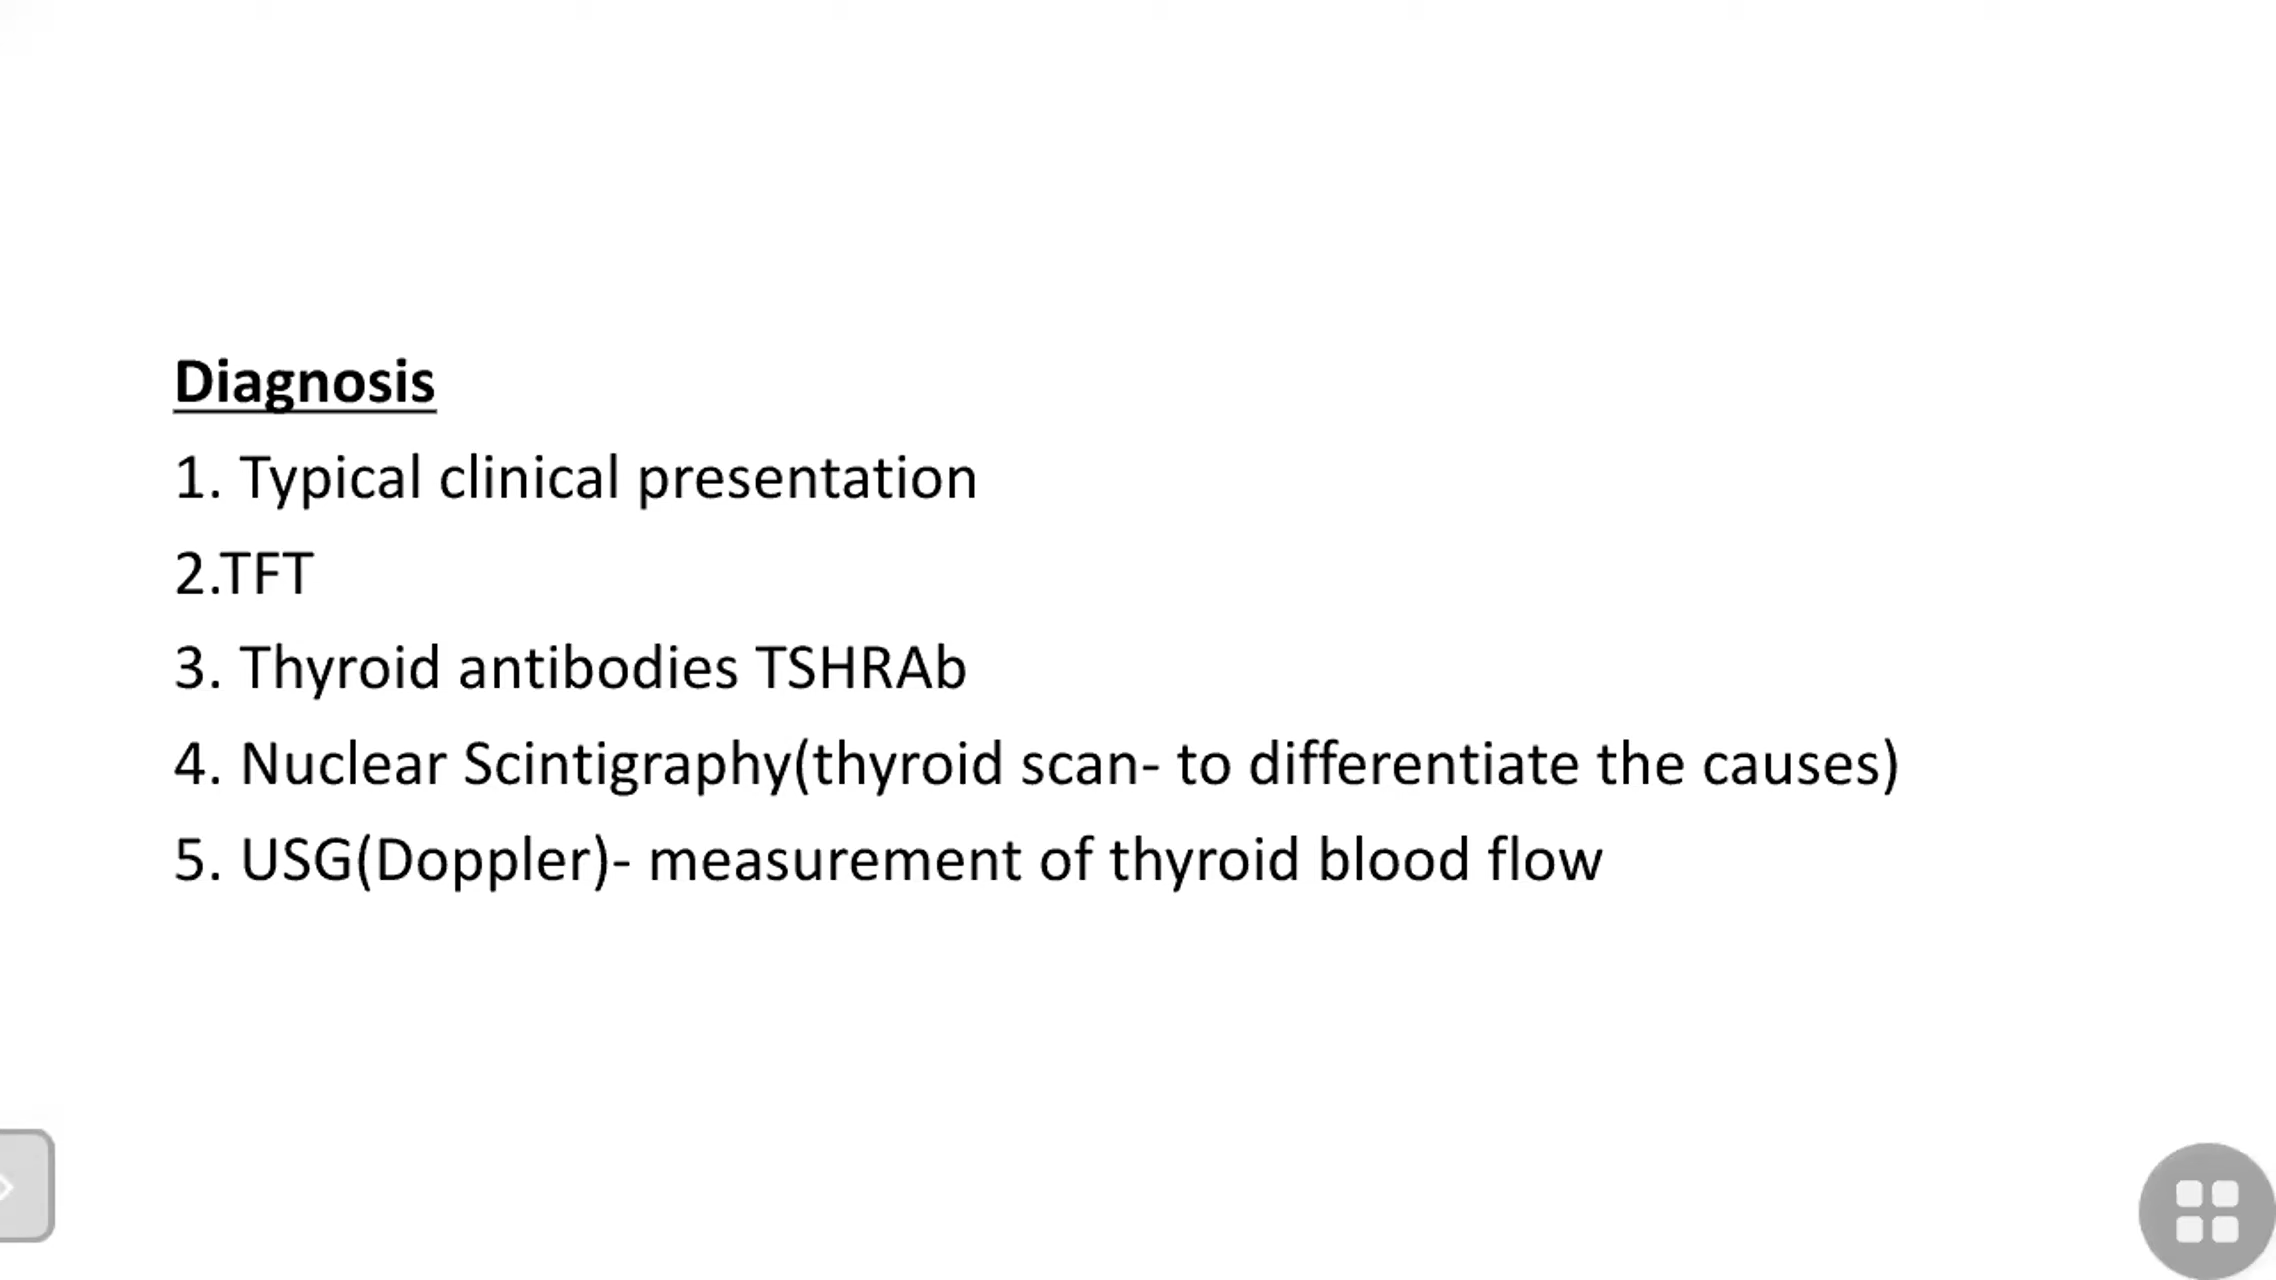 Diagnosis
1. Typical clinical presentation
2.TFT
3. Thyroid antibodies TSHRAb
4. Nuclear Scintigraphy(thyroid scan- to differentiate the causes)
5. USG(Doppler)- measurement of thyroid blood flow